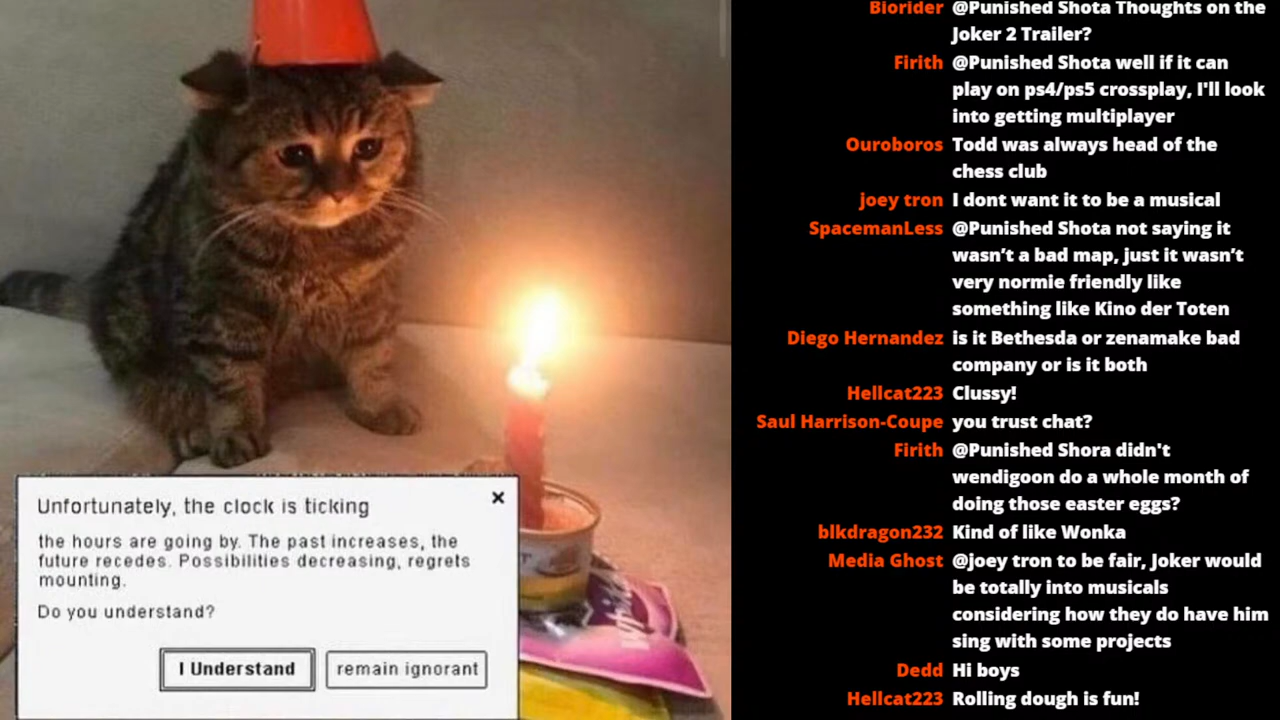 Unfortunately, the clock is ticking
the hours are going by. The past increases, the
future recedes. Possibilities decreasing, regrets
mounting.
Do you understand?
I Understand
remain ignorant
Biorider @Punished Shota Thoughts on the
Joker 2 Trailer?
Firith @Punished Shota well if it can
play on ps4/ps5 crossplay, I'll look
into getting multiplayer
Ouroboros Todd was always head of the
chess club
joey tron I dont want it to be a musical
SpacemanLess @Punished Shota not saying it
wasn’t a bad map, just it wasn’t
very normie friendly like
something like Kino der Toten
Diego Hernandez is it Bethesda or zenamake bad
company or is it both
Hellcat223 Clussy!
Saul Harrison-Coupe you trust chat?
Firith @Punished Shora didn't
wendigoon do a whole month of
doing those easter eggs?
blkdragon232 Kind of like Wonka
Media Ghost @joey tron to be fair, Joker would
be totally into musicals
considering how they do have him
sing with some projects
Dedd Hi boys
Hellcat223 Rolling dough is fun!